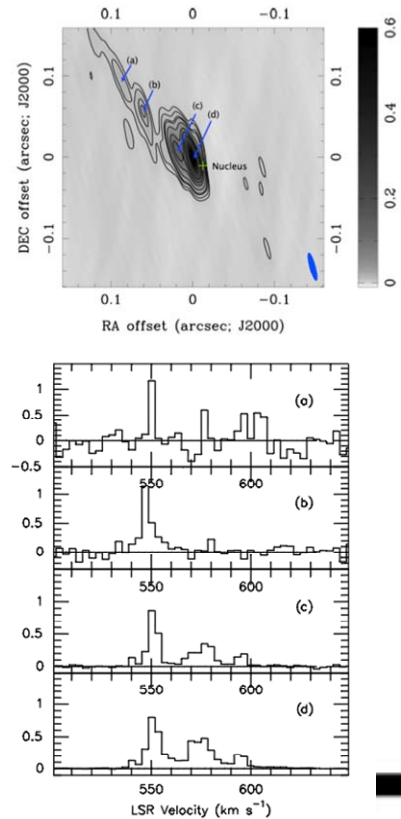 0.1 0 −0.1
0.6
0.1
(a)
(b)
0.4
(c)
(d)
DEC offset (arcsec; J2000)
0
Nucleus
0.2
−0.1
0
0.1 0 −0.1
RA offset (arcsec; J2000)
1
(a)
0.5
0
−0.5
550 600
1
(b)
0.5
0
550 600
1
(c)
0.5
0
550 600
1
(d)
0.5
0
550 600
LSR Velocity (km s⁻¹)